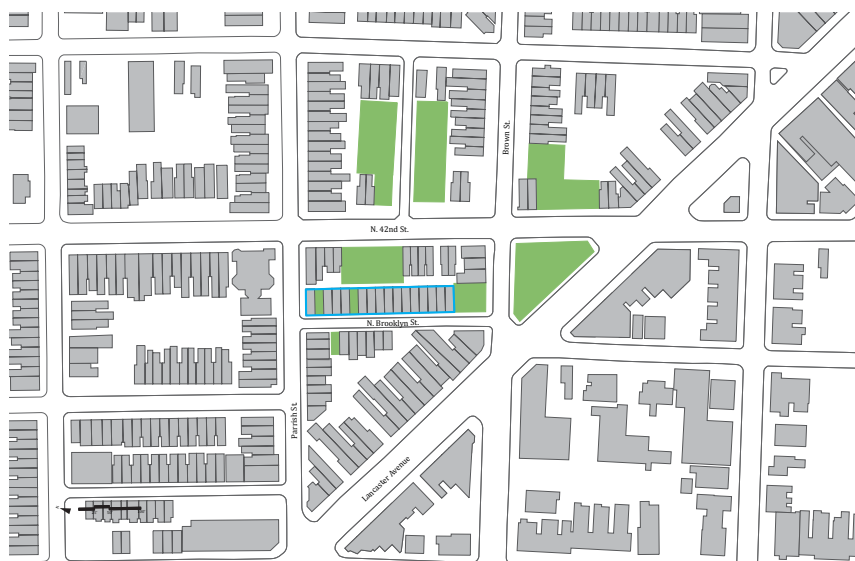 Brown St.
N. 42nd St.
N. Brooklyn St.
Parrish St.
Lancaster Avenue